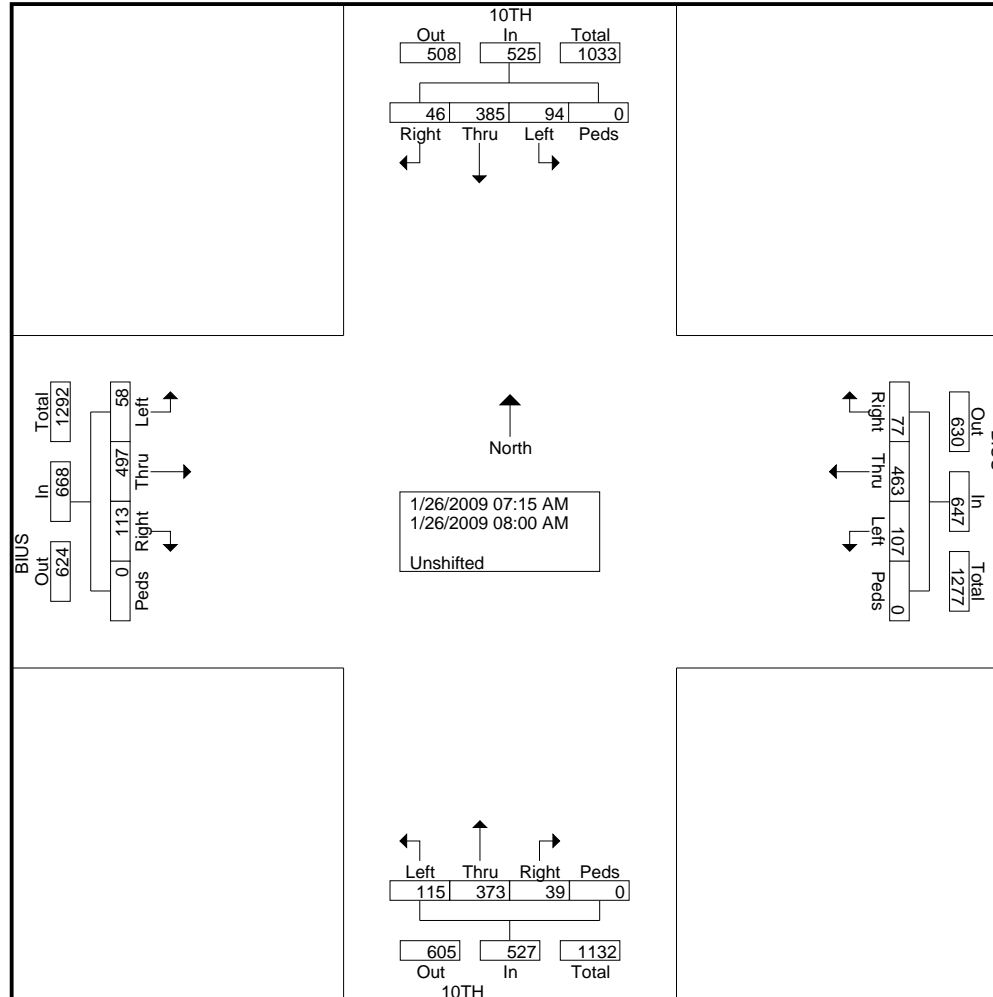 10TH
Out In Total
508 525 1033
46 385 94 0
Right Thru Left Peds
Total 1292
In 668
Out 624
BIUS
Left 58
Thru 497
Right 113
Peds 0
North
1/26/2009 07:15 AM
1/26/2009 08:00 AM
Unshifted
Right 77
Thru 463
Left 107
Peds 0
Out 630
In 647
Total 1277
Left Thru Right Peds
115 373 39 0
605 527 1132
Out In Total
10TH